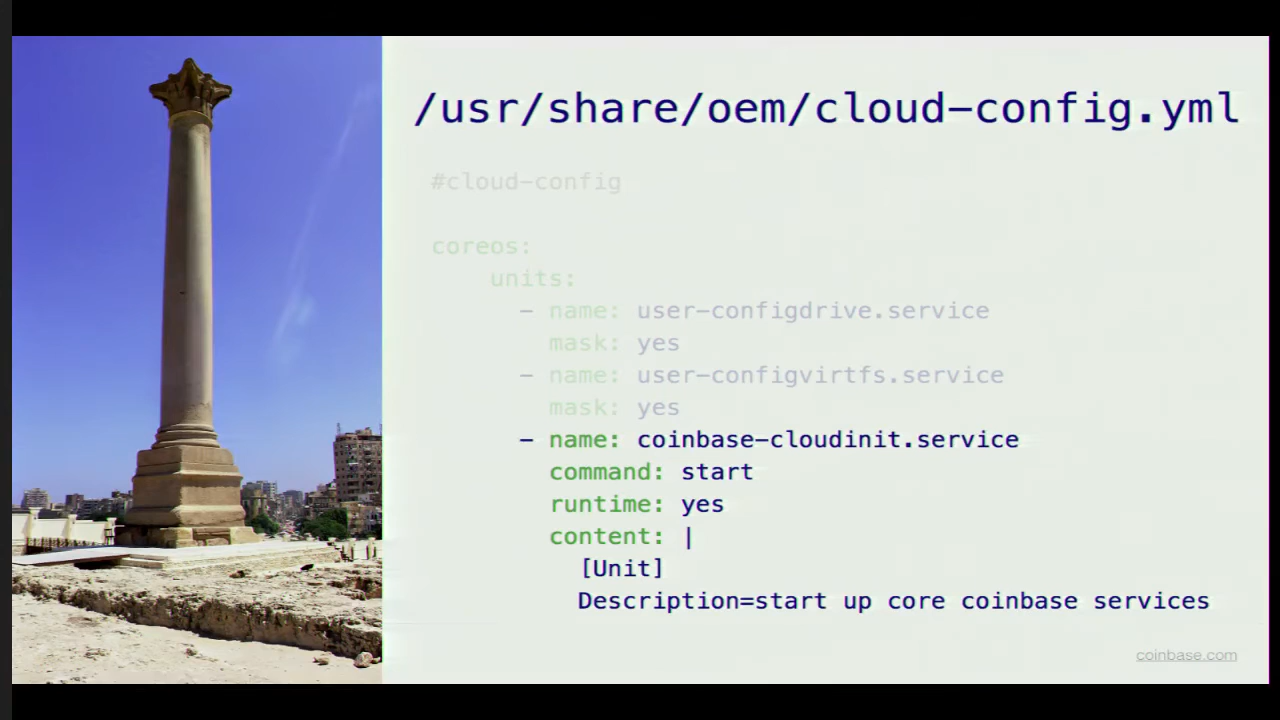 /usr/share/oem/cloud-config.yml
#cloud-config
coreos:
units:
- name: user-configdrive.service
mask: yes
- name: user-configvirtfs.service
mask: yes
- name: coinbase-cloudinit.service
command: start
runtime: yes
content: |
[Unit]
Description=start up core coinbase services
coinbase.com